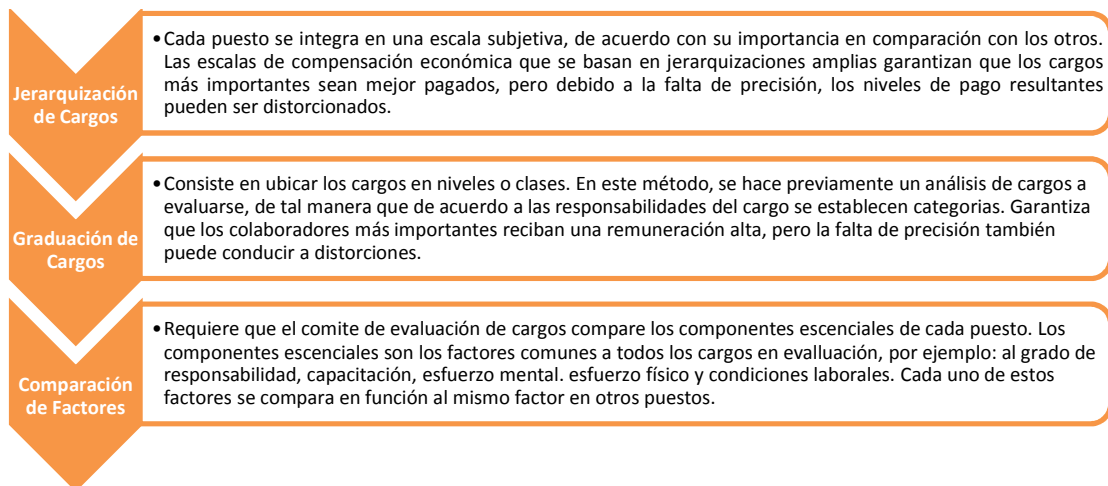 Jerarquización
de Cargos
•Cada puesto se integra en una escala subjetiva, de acuerdo con su importancia en comparación con los otros.
Las escalas de compensación económica que se basan en jerarquizaciones amplias garantizan que los cargos
más importantes sean mejor pagados, pero debido a la falta de precisión, los niveles de pago resultantes
pueden ser distorcionados.
Graduación de
Cargos
•Consiste en ubicar los cargos en niveles o clases. En este método, se hace previamente un análisis de cargos a
evaluarse, de tal manera que de acuerdo a las responsabilidades del cargo se establecen categorias. Garantiza
que los colaboradores más importantes reciban una remuneración alta, pero la falta de precisión también
puede conducir a distorciones.
Comparación
de Factores
•Requiere que el comite de evaluación de cargos compare los componentes escenciales de cada puesto. Los
componentes escenciales son los factores comunes a todos los cargos en evalluación, por ejemplo: al grado de
responsabilidad, capacitación, esfuerzo mental. esfuerzo físico y condiciones laborales. Cada uno de estos
factores se compara en función al mismo factor en otros puestos.